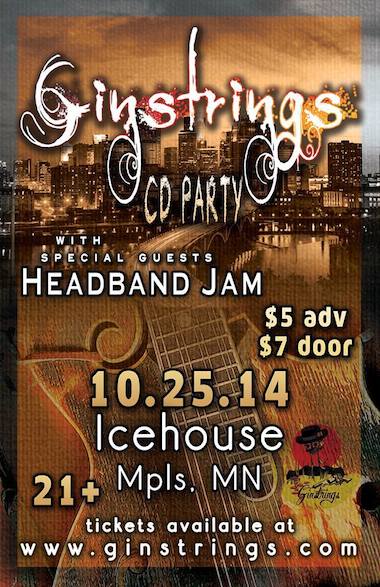 Ginstrings
CD PARTY
WITH
SPECIAL GUESTS
HEADBAND JAM
$5 adv
$7 door
10.25.14
Icehouse
Mpls, MN
Ginstrings
21+
tickets available at
www.ginstrings.com